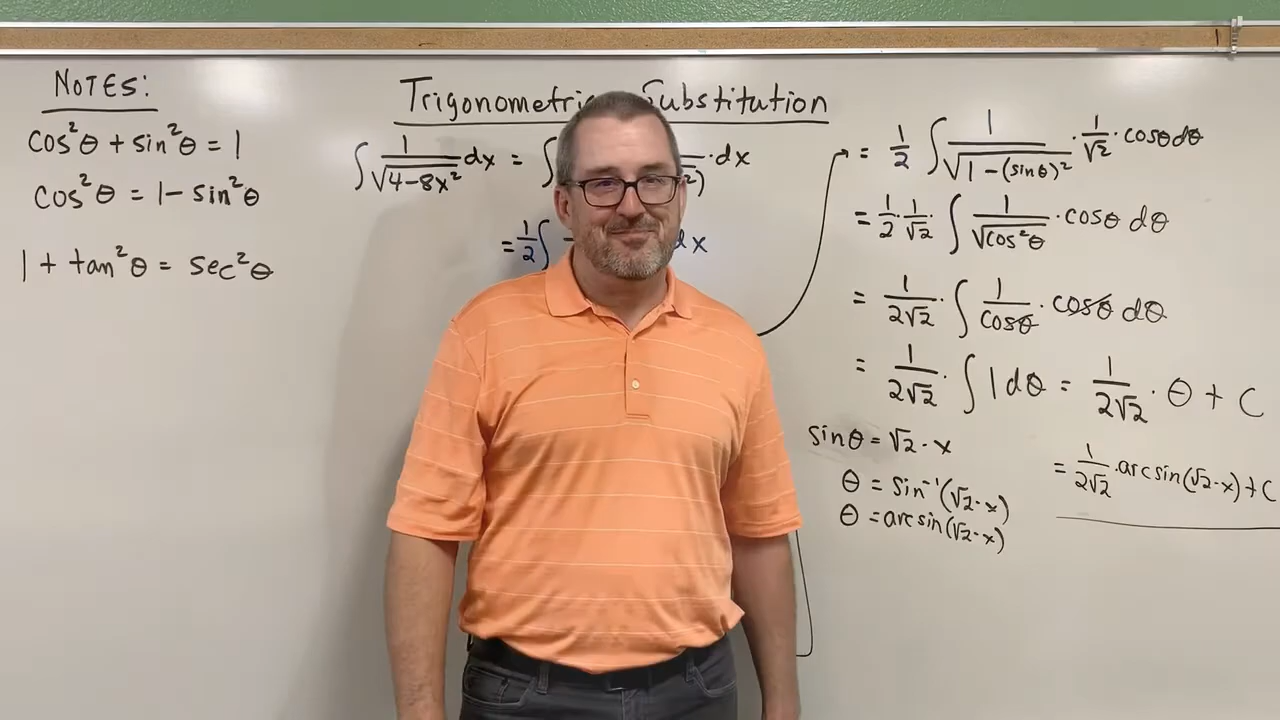 NOTES:
cos²θ + sin²θ = 1
cos²θ = 1 - sin²θ
1 + tan²θ = sec²θ
Trigonometric Substitution
∫ 1/√(4-8x²) dx = ∫ ²) · dx
= 1/2 ∫ dx
= 1/2 ∫ 1/√(1-(sinθ)²) · 1/√2 · cosθ dθ
= 1/2 · 1/√2 · ∫ 1/√(cos²θ) · cosθ dθ
= 1/(2√2) · ∫ 1/cosθ · cosθ dθ
= 1/(2√2) · ∫ 1 dθ = 1/(2√2) · θ + C
sinθ = √2 · x
θ = sin⁻¹(√2 · x)
θ = arcsin(√2 · x)
= 1/(2√2) · arcsin(√2 · x) + C